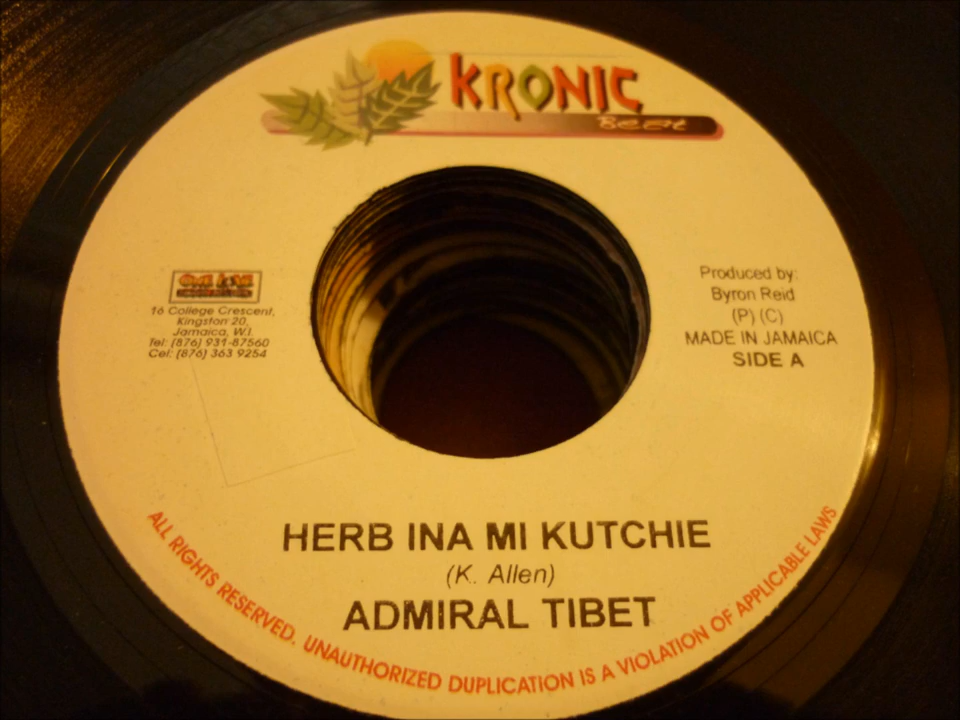 KRONIC
Beat
16 College Crescent,
Kingston 20,
Jamaica, W.I.
Tel: (876) 931-87560
Cel: (876) 363 9254
Produced by:
Byron Reid
(P) (C)
MADE IN JAMAICA
SIDE A
HERB INA MI KUTCHIE
(K. Allen)
ADMIRAL TIBET
ALL RIGHTS RESERVED. UNAUTHORIZED DUPLICATION IS A VIOLATION OF APPLICABLE LAWS